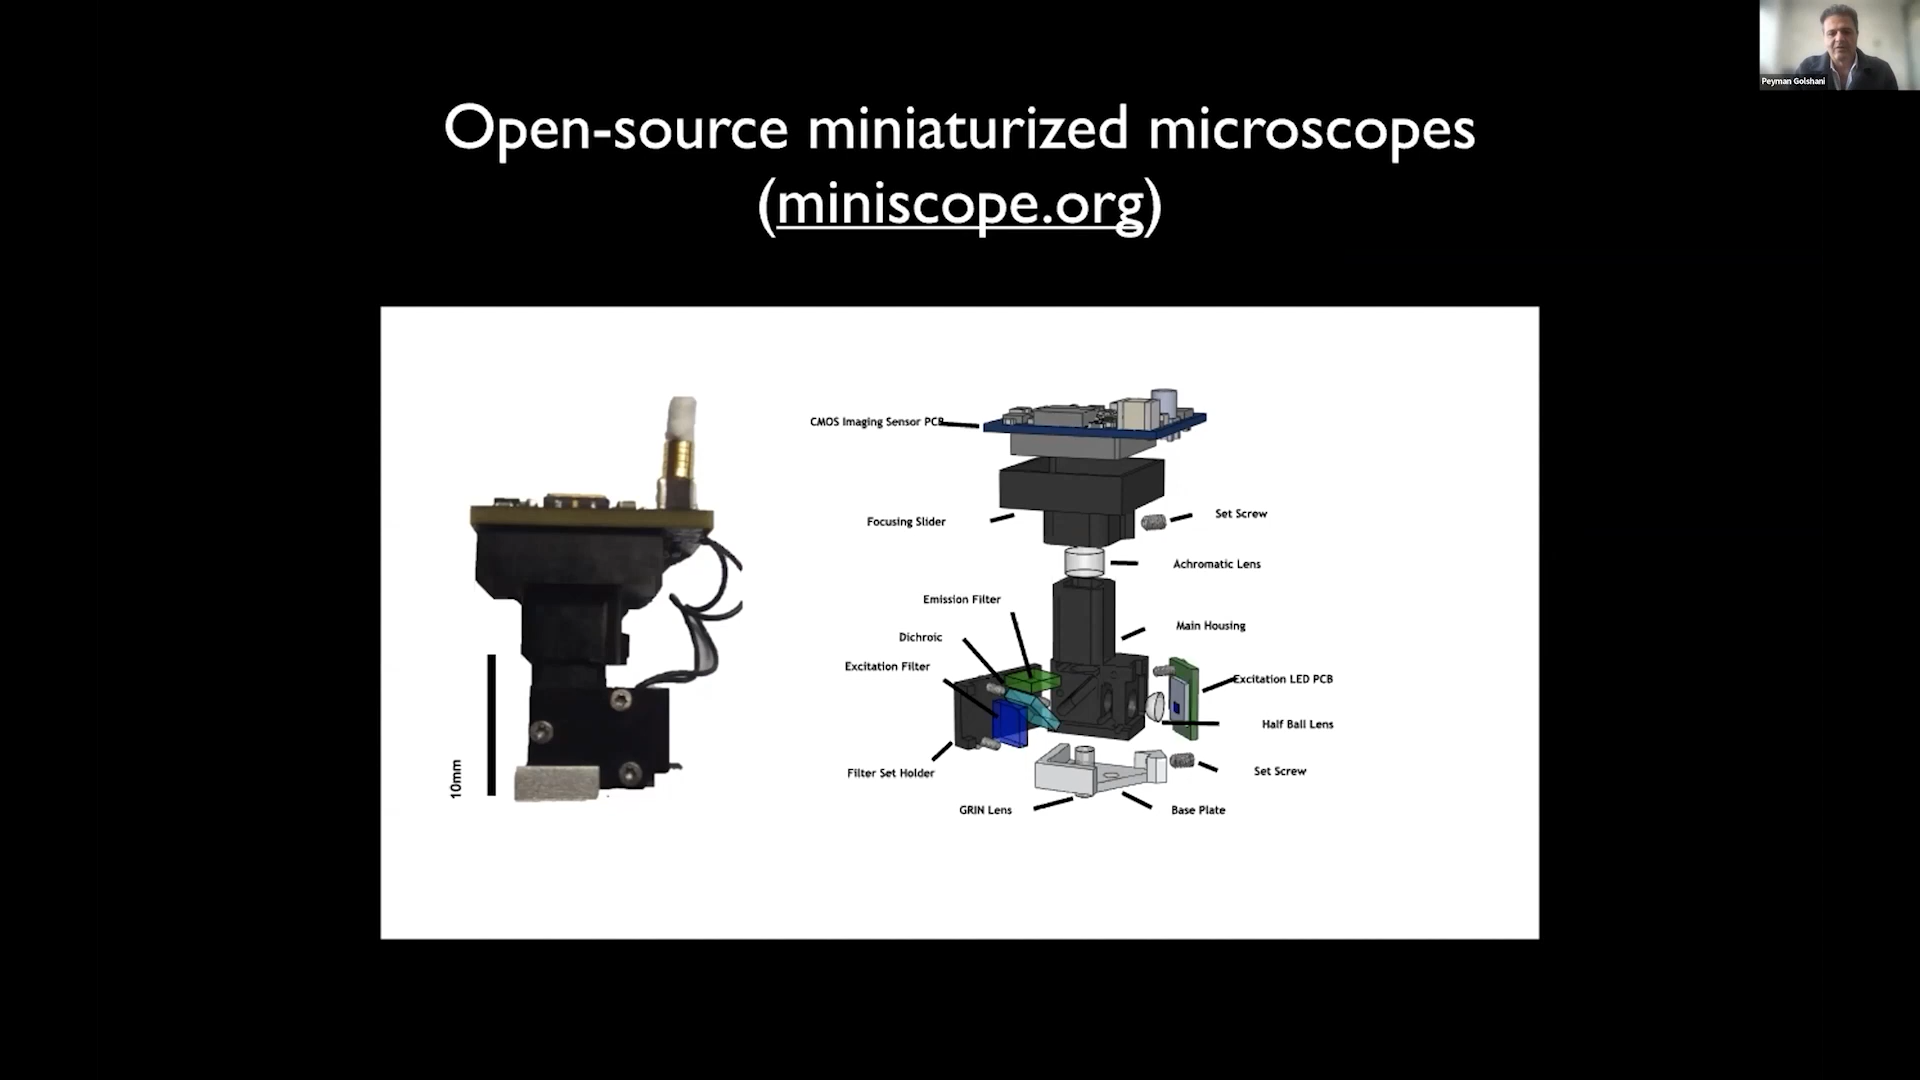 Peyman Golshani
Open-source miniaturized microscopes
(miniscope.org)
CMOS Imaging Sensor PCB
Focusing Slider
Set Screw
Achromatic Lens
Emission Filter
Dichroic
Main Housing
Excitation Filter
Excitation LED PCB
Half Ball Lens
Filter Set Holder
Set Screw
GRIN Lens
Base Plate
10mm